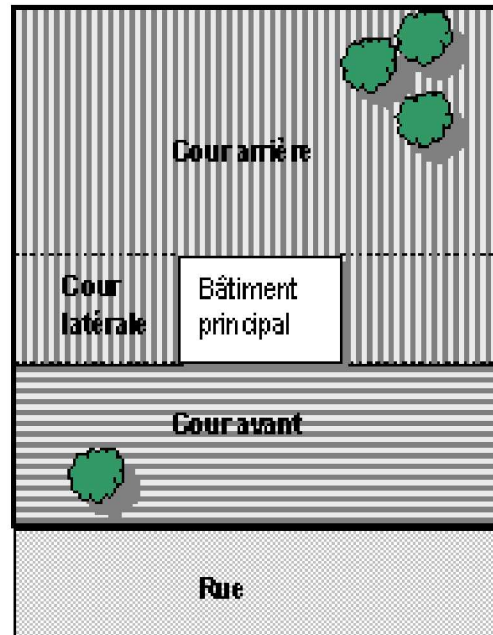 Cour arrière
Cour
latérale
Bâtiment
principal
Cour avant
Rue